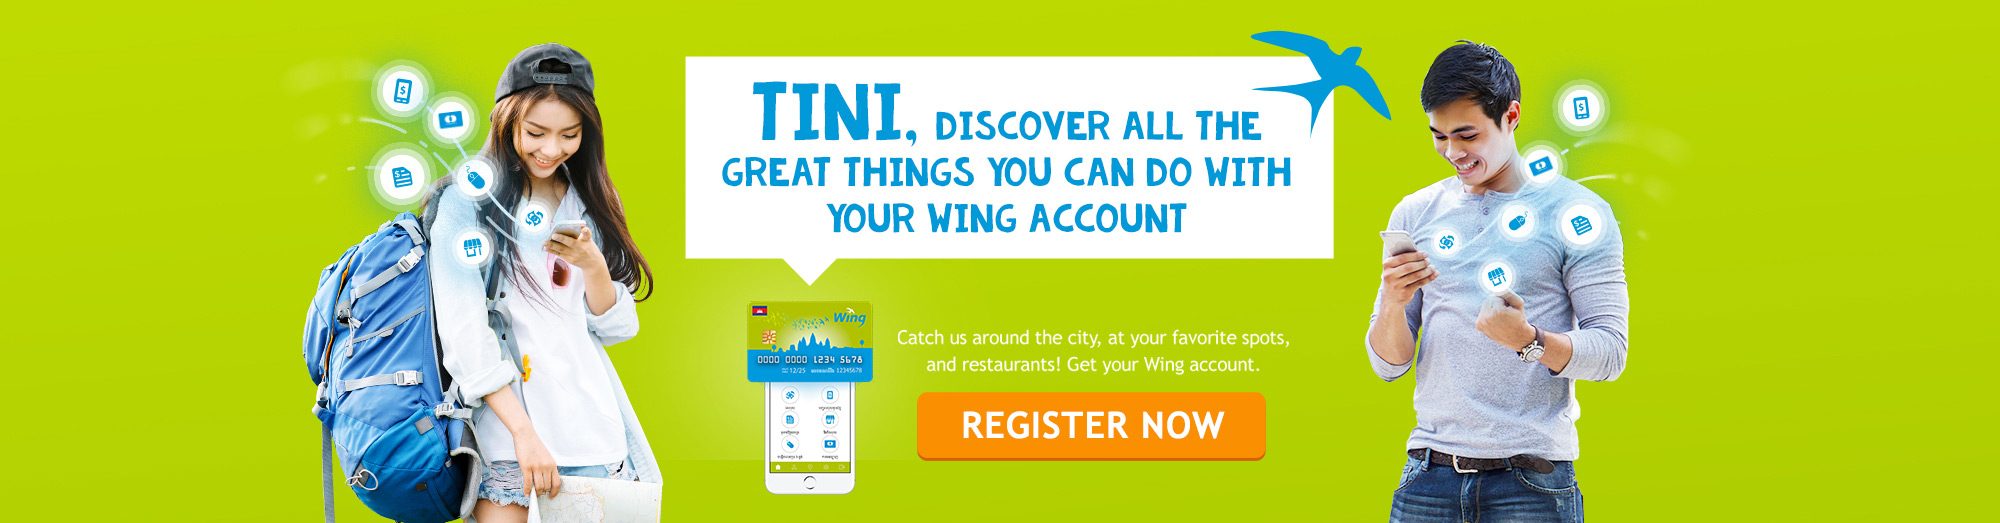 TINI, DISCOVER ALL THE
GREAT THINGS YOU CAN DO WITH
YOUR WING ACCOUNT
Wing
0000 0000 1234 5678
12/25
12345678
Catch us around the city, at your favorite spots,
and restaurants! Get your Wing account.
REGISTER NOW